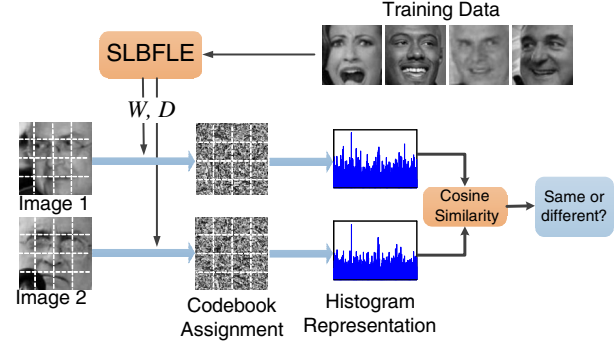 Training Data
SLBFLE
W, D
Image 1
Image 2
Cosine
Similarity
Same or
different?
Codebook
Assignment
Histogram
Representation